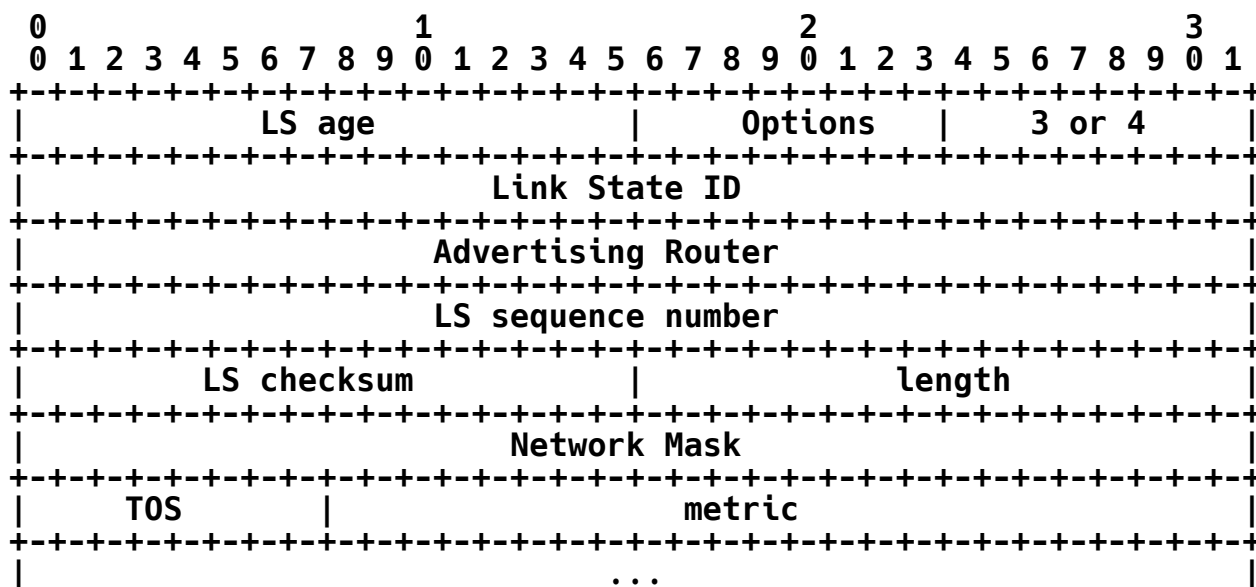 0                   1                   2                   3
0 1 2 3 4 5 6 7 8 9 0 1 2 3 4 5 6 7 8 9 0 1 2 3 4 5 6 7 8 9 0 1
+-+-+-+-+-+-+-+-+-+-+-+-+-+-+-+-+-+-+-+-+-+-+-+-+-+-+-+-+-+-+-+-+
|            LS age             |     Options   |    3 or 4     |
+-+-+-+-+-+-+-+-+-+-+-+-+-+-+-+-+-+-+-+-+-+-+-+-+-+-+-+-+-+-+-+-+
|                        Link State ID                          |
+-+-+-+-+-+-+-+-+-+-+-+-+-+-+-+-+-+-+-+-+-+-+-+-+-+-+-+-+-+-+-+-+
|                     Advertising Router                        |
+-+-+-+-+-+-+-+-+-+-+-+-+-+-+-+-+-+-+-+-+-+-+-+-+-+-+-+-+-+-+-+-+
|                     LS sequence number                        |
+-+-+-+-+-+-+-+-+-+-+-+-+-+-+-+-+-+-+-+-+-+-+-+-+-+-+-+-+-+-+-+-+
|         LS checksum           |             length            |
+-+-+-+-+-+-+-+-+-+-+-+-+-+-+-+-+-+-+-+-+-+-+-+-+-+-+-+-+-+-+-+-+
|                         Network Mask                          |
+-+-+-+-+-+-+-+-+-+-+-+-+-+-+-+-+-+-+-+-+-+-+-+-+-+-+-+-+-+-+-+-+
|     TOS       |                  metric                       |
+-+-+-+-+-+-+-+-+-+-+-+-+-+-+-+-+-+-+-+-+-+-+-+-+-+-+-+-+-+-+-+-+
|                              ...                              |